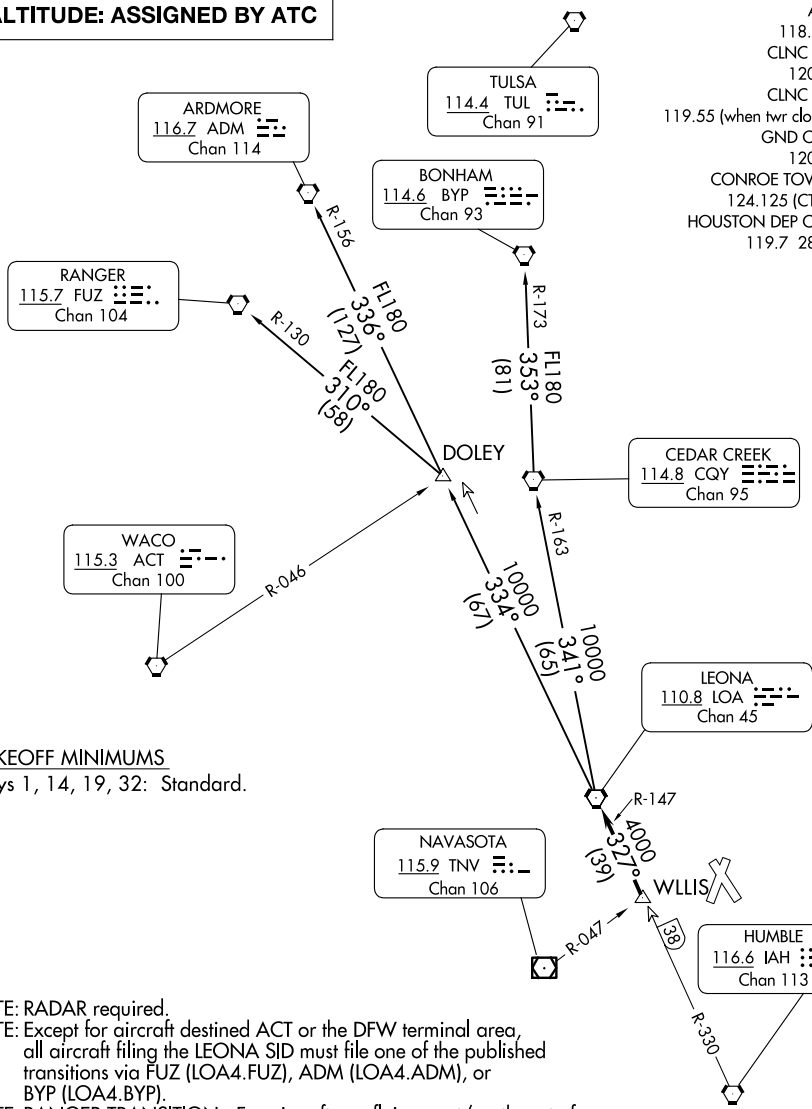 ALTITUDE: ASSIGNED BY ATC
118.
CLNC
120
CLNC
119.55 (when twr clo
GND C
120
CONROE TOW
124.125 (CT
HOUSTON DEP C
119.7 28
TULSA
114.4 TUL
Chan 91
ARDMORE
116.7 ADM
Chan 114
BONHAM
114.6 BYP
Chan 93
RANGER
115.7 FUZ
Chan 104
R-156
R-173
R-130
FL180
336°
(127)
FL180
310°
(58)
FL180
353°
(81)
DOLEY
CEDAR CREEK
114.8 CQY
Chan 95
WACO
115.3 ACT
Chan 100
R-046
R-163
10000
334°
(67)
10000
341°
(65)
LEONA
110.8 LOA
Chan 45
KEOFF MINIMUMS
ys 1, 14, 19, 32: Standard.
R-147
4000
327°
(39)
NAVASOTA
115.9 TNV
Chan 106
WLLIS
R-047
38
HUMBLE
116.6 IAH
Chan 113
R-330
TE: RADAR required.
TE: Except for aircraft destined ACT or the DFW terminal area,
all aircraft filing the LEONA SID must file one of the published
transitions via FUZ (LOA4.FUZ), ADM (LOA4.ADM), or
BYP (LOA4.BYP).